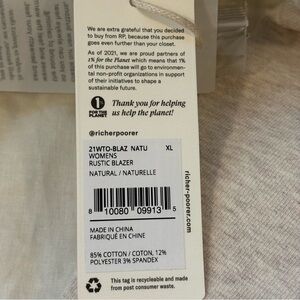 We are extra grateful that you decided
to buy from RP, because this purchase
goes even further than your closet.
As of 2021, we are proud partners of
1% for the Planet which means that 1%
of this purchase will go to environmen-
tal non-profit organizations in support
of their initiatives to shape a
sustainable future.
Thank you for helping
us help the planet!
@richerpoorer
21WTO-BLAZ NATU XL
WOMENS
RUSTIC BLAZER
NATURAL / NATURELLE
8 10080 09913 5
MADE IN CHINA
FABRIQUÉ EN CHINE
85% COTTON / COTON, 12%
POLYESTER 3% SPANDEX
This tag is recyclable and made
from post consumer waste.
richer-poorer.com